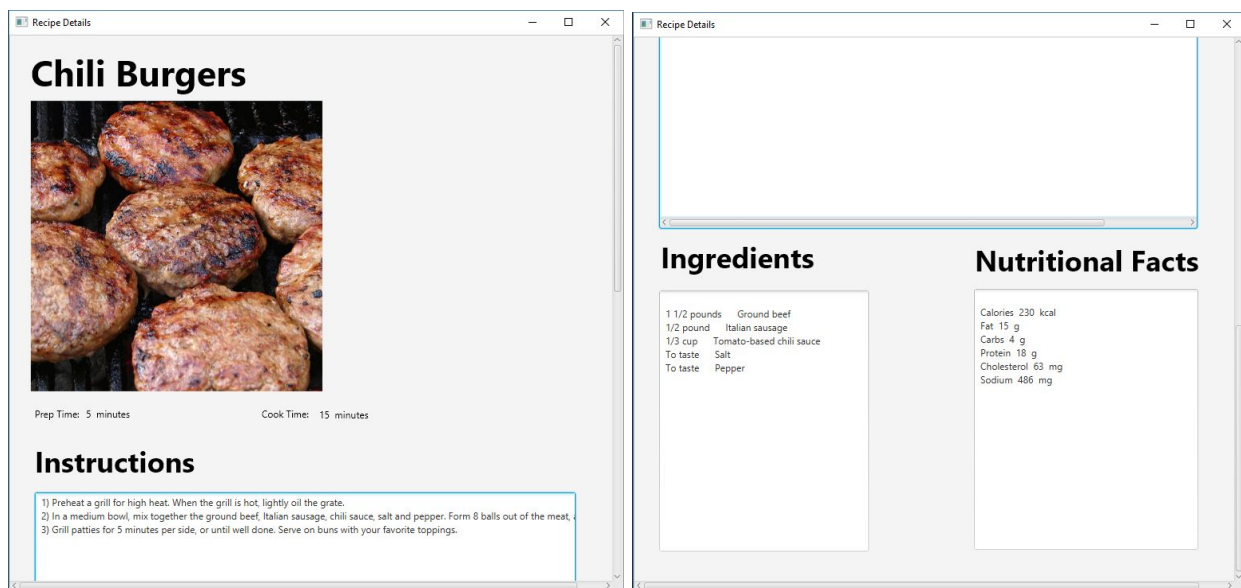 Recipe Details
Chili Burgers
Prep Time: 5 minutes
Cook Time: 15 minutes
Instructions
1) Preheat a grill for high heat. When the grill is hot, lightly oil the grate.
2) In a medium bowl, mix together the ground beef, Italian sausage, chili sauce, salt and pepper. Form 8 balls out of the meat,
3) Grill patties for 5 minutes per side, or until well done. Serve on buns with your favorite toppings.
Recipe Details
Ingredients
1 1/2 pounds Ground beef
1/2 pound Italian sausage
1/3 cup Tomato-based chili sauce
To taste Salt
To taste Pepper
Nutritional Facts
Calories 230 kcal
Fat 15 g
Carbs 4 g
Protein 18 g
Cholesterol 63 mg
Sodium 486 mg